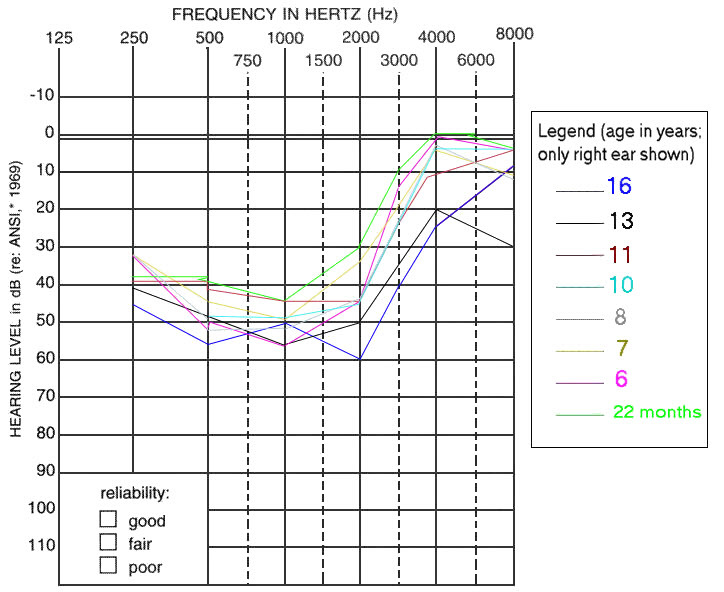 FREQUENCY IN HERTZ (Hz)
125 250 500 1000 2000 4000 8000
750 1500 3000 6000
-10
0
10
20
30
40
50
60
70
80
90
100
110
HEARING LEVEL in dB (re: ANSI,* 1969)
Legend (age in years;
only right ear shown)
16
13
11
10
8
7
6
22 months
reliability:
good
fair
poor